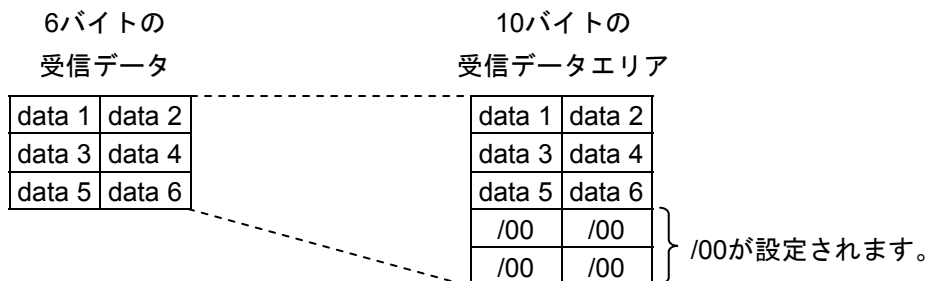 6バイトの
受信データ
10バイトの
受信データエリア
data 1 data 2
data 3 data 4
data 5 data 6
data 1 data 2
data 3 data 4
data 5 data 6
/00 /00
/00 /00
/00が設定されます。